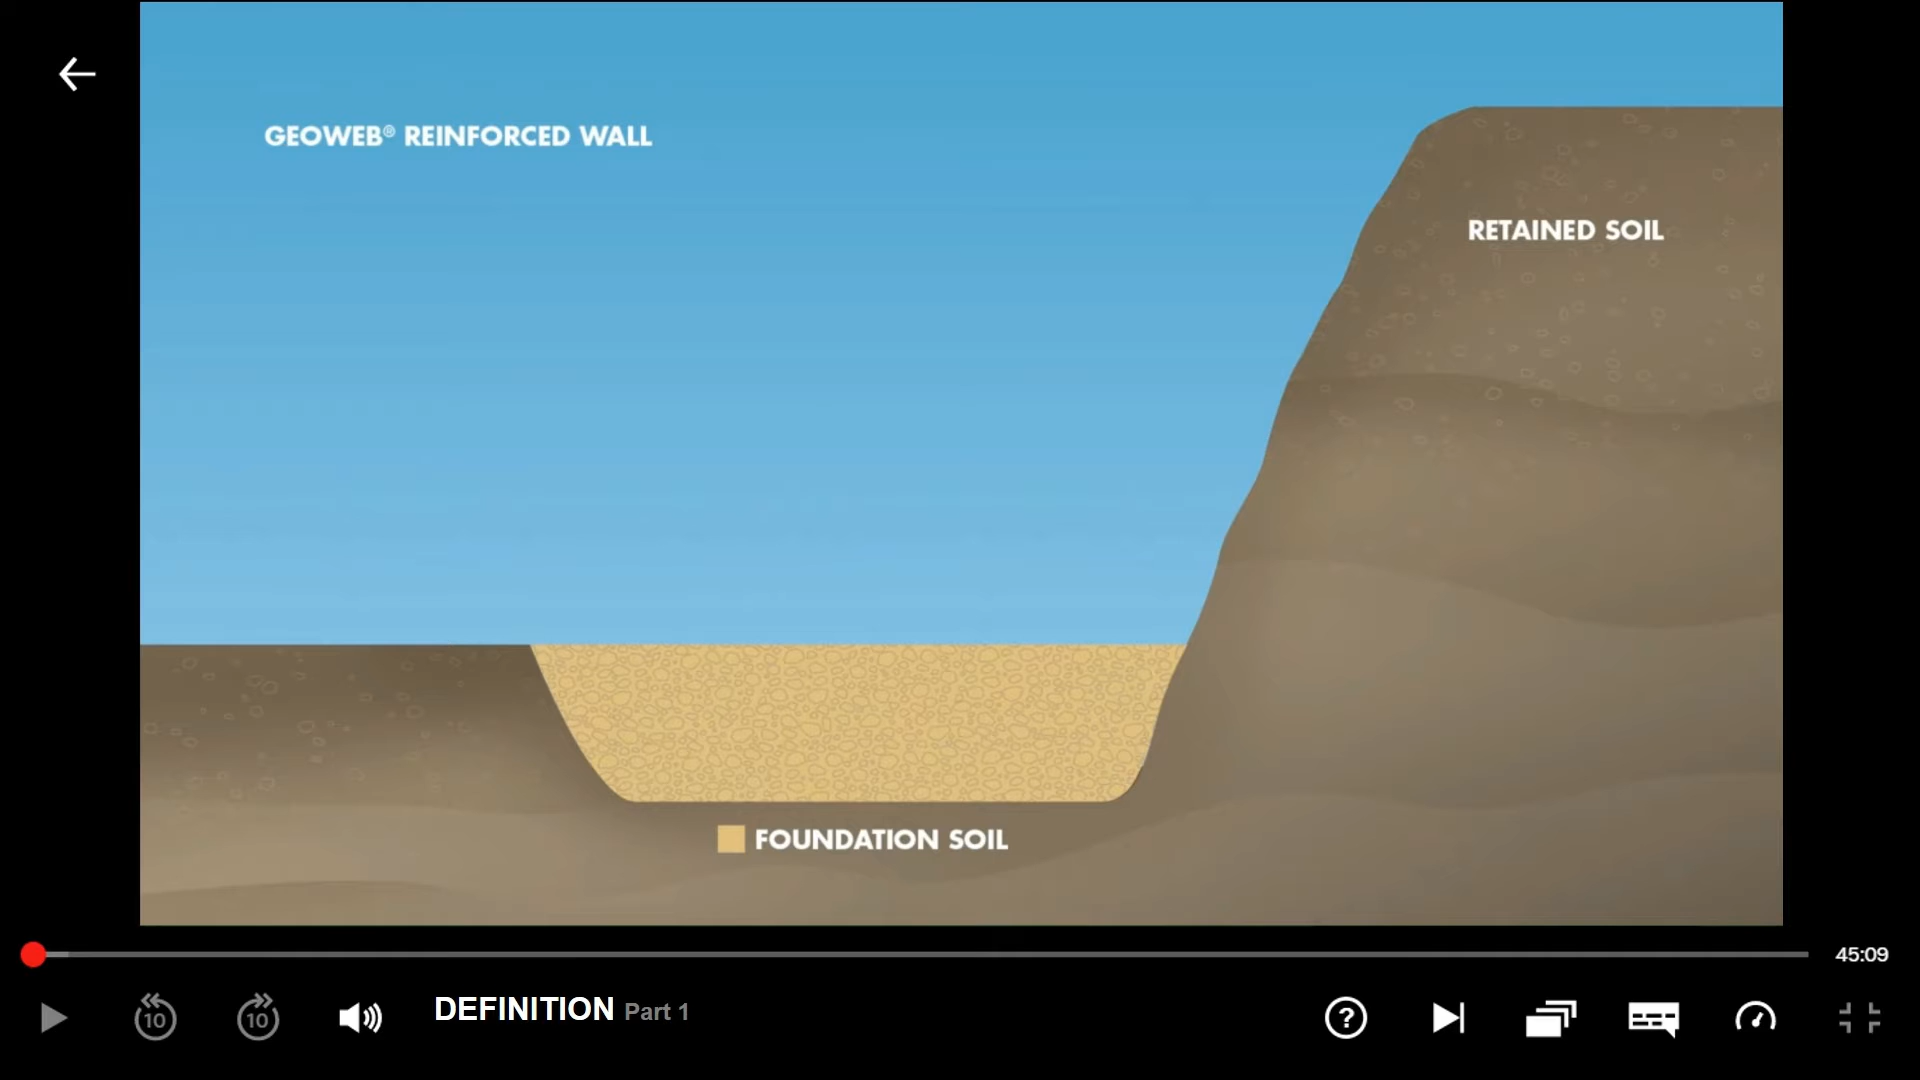 GEOWEB® REINFORCED WALL
RETAINED SOIL
FOUNDATION SOIL
45:09
10
10
DEFINITION Part 1
?